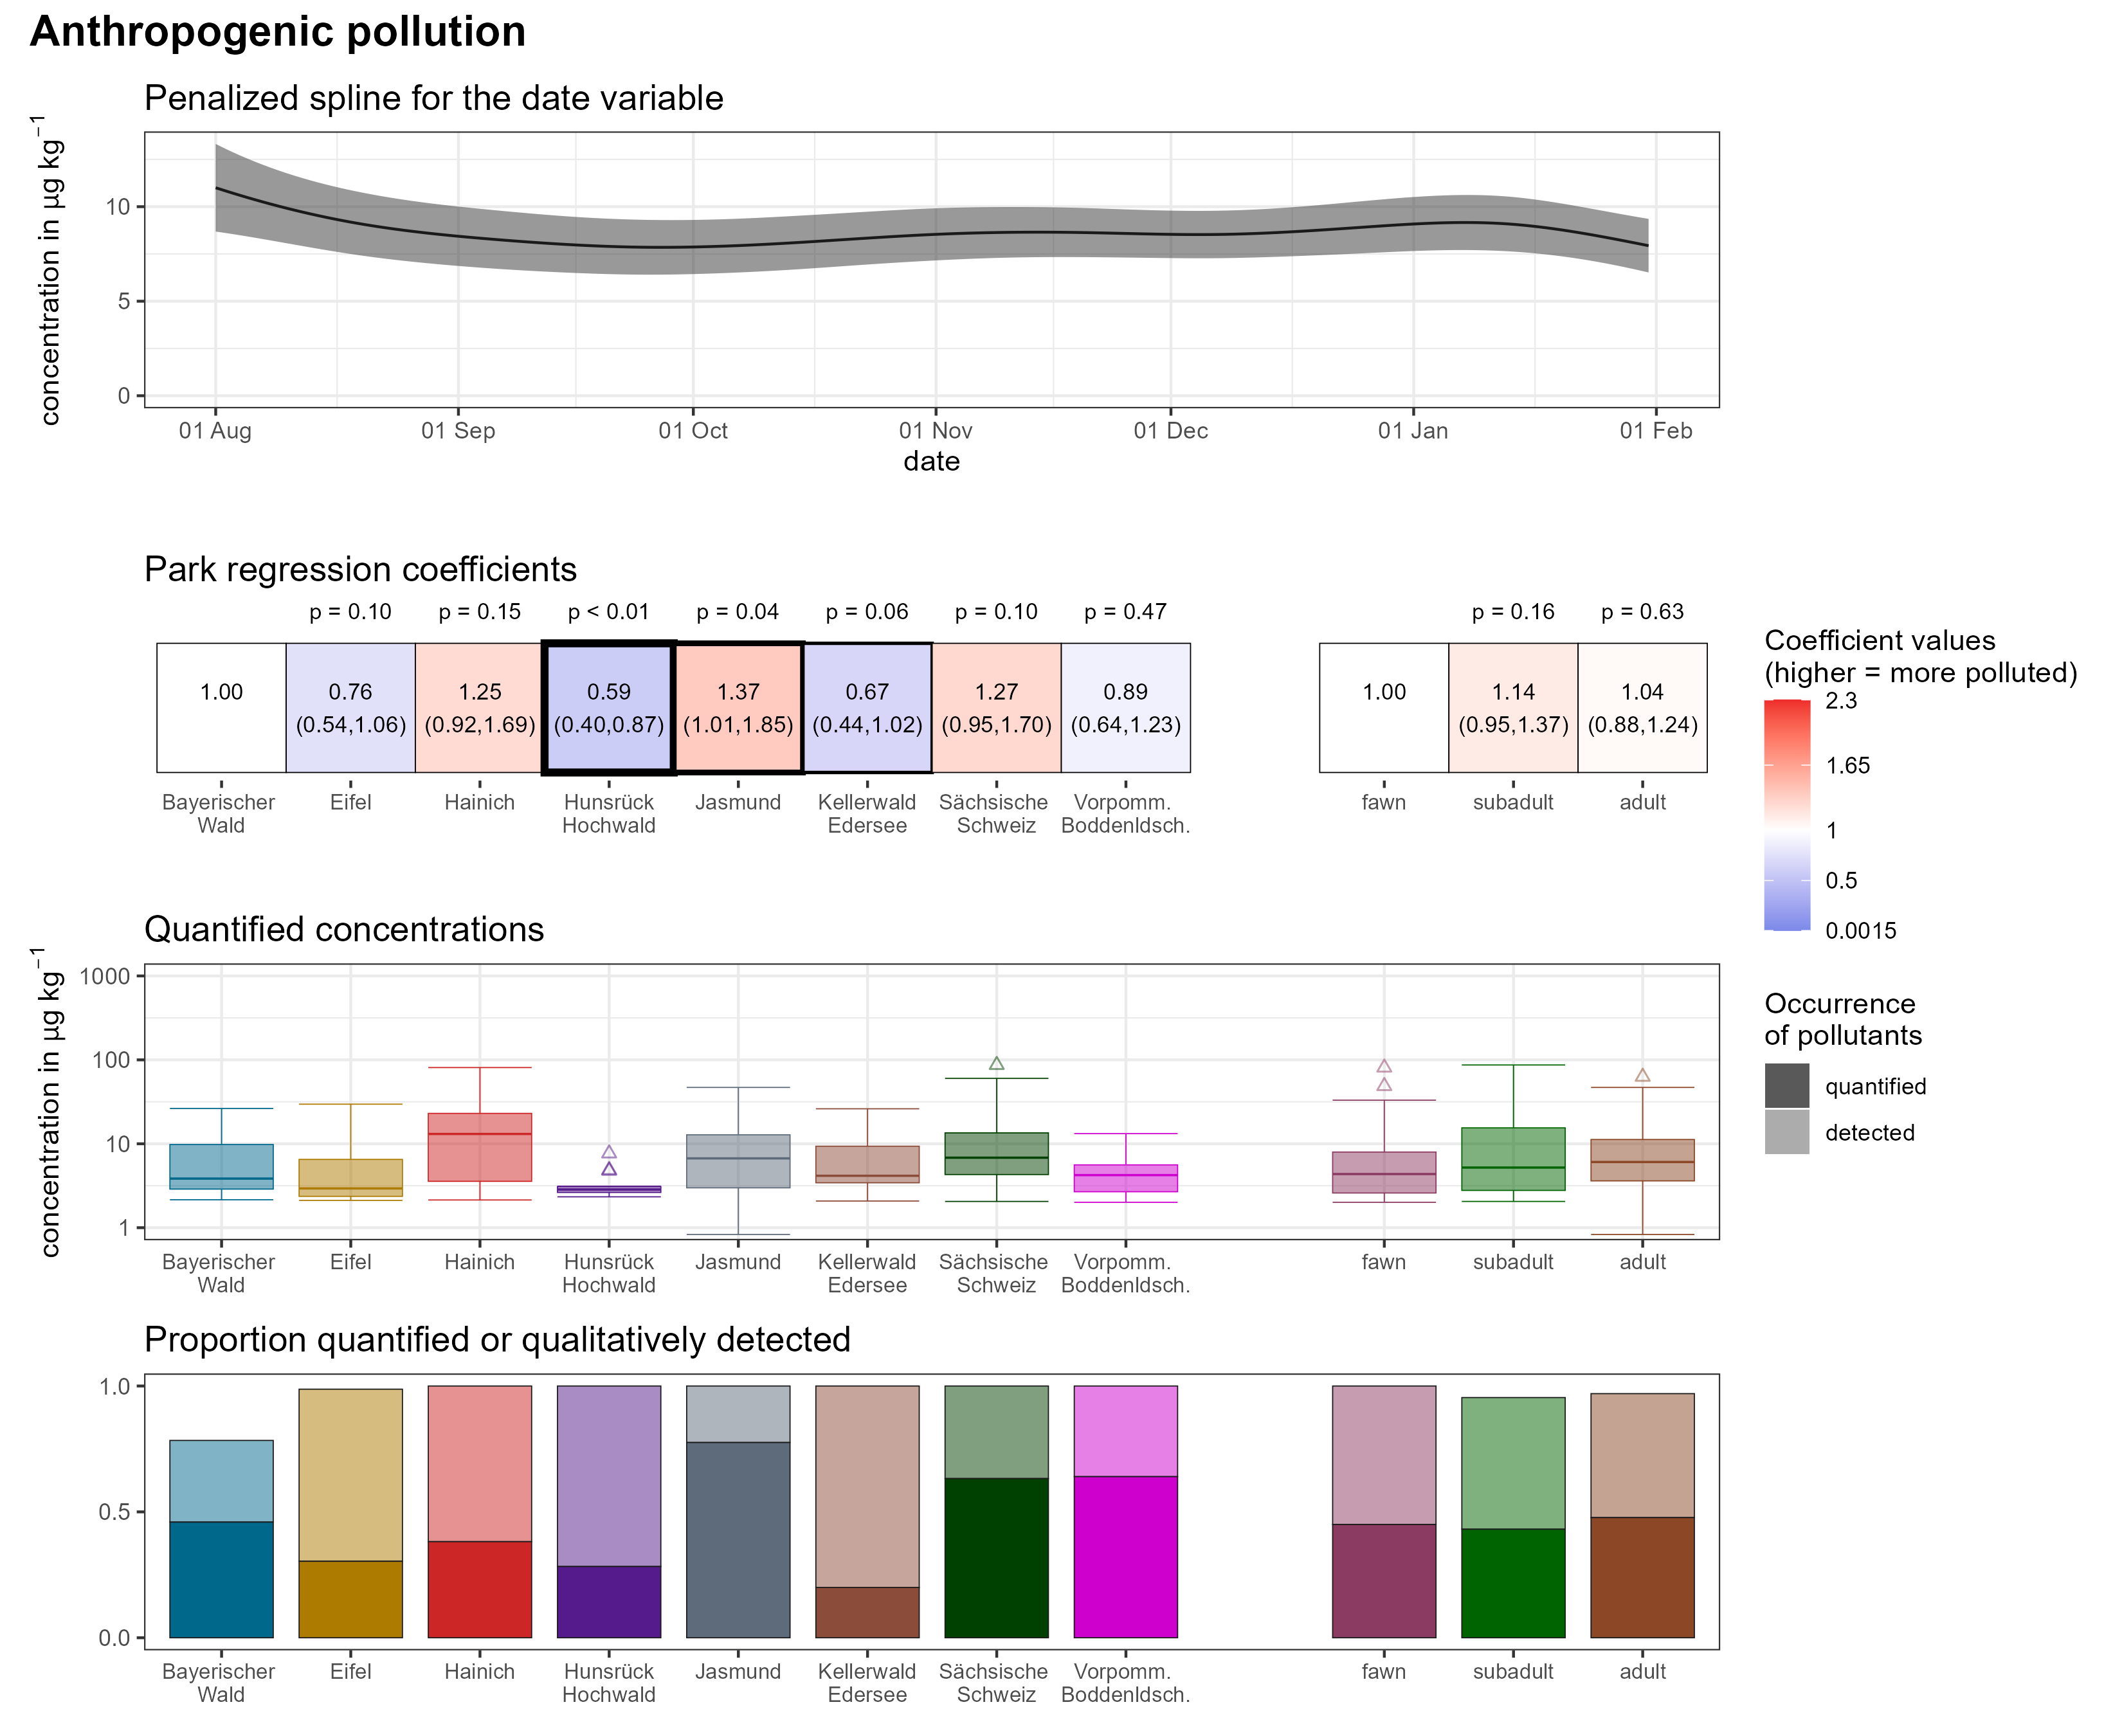 Anthropogenic pollution
Penalized spline for the date variable
concentration in µg kg⁻¹
10
5
0
01 Aug 01 Sep 01 Oct 01 Nov 01 Dec 01 Jan 01 Feb
date
Park regression coefficients
p = 0.10 p = 0.15 p < 0.01 p = 0.04 p = 0.06 p = 0.10 p = 0.47 p = 0.16 p = 0.63
1.00 0.76 1.25 0.59 1.37 0.67 1.27 0.89 1.00 1.14 1.04
(0.54,1.06) (0.92,1.69) (0.40,0.87) (1.01,1.85) (0.44,1.02) (0.95,1.70) (0.64,1.23) (0.95,1.37) (0.88,1.24)
Bayerischer Eifel Hainich Hunsrück Jasmund Kellerwald Sächsische Vorpomm. fawn subadult adult
Wald Hochwald Edersee Schweiz Boddenldsch.
Coefficient values
(higher = more polluted)
2.3
1.65
1
0.5
0.0015
Quantified concentrations
concentration in µg kg⁻¹
1000
100
10
1
Bayerischer Eifel Hainich Hunsrück Jasmund Kellerwald Sächsische Vorpomm. fawn subadult adult
Wald Hochwald Edersee Schweiz Boddenldsch.
Occurrence
of pollutants
quantified
detected
Proportion quantified or qualitatively detected
1.0
0.5
0.0
Bayerischer Eifel Hainich Hunsrück Jasmund Kellerwald Sächsische Vorpomm. fawn subadult adult
Wald Hochwald Edersee Schweiz Boddenldsch.